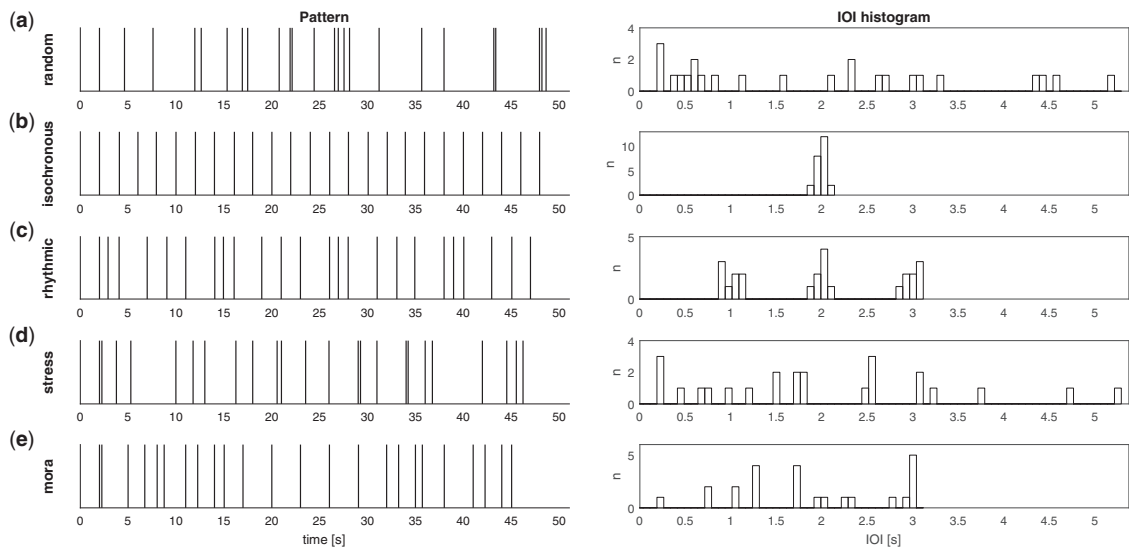 (a) Pattern IOI histogram
random n 0 2 4
0 5 10 15 20 25 30 35 40 45 50 0 0.5 1 1.5 2 2.5 3 3.5 4 4.5 5
(b)
isochronous n 0 5 10
0 5 10 15 20 25 30 35 40 45 50 0 0.5 1 1.5 2 2.5 3 3.5 4 4.5 5
(c)
rhythmic n 0 5
0 5 10 15 20 25 30 35 40 45 50 0 0.5 1 1.5 2 2.5 3 3.5 4 4.5 5
(d)
stress n 0 2 4
0 5 10 15 20 25 30 35 40 45 50 0 0.5 1 1.5 2 2.5 3 3.5 4 4.5 5
(e)
mora n 0 5
0 5 10 15 20 25 30 35 40 45 50 0 0.5 1 1.5 2 2.5 3 3.5 4 4.5 5
time [s] IOI [s]